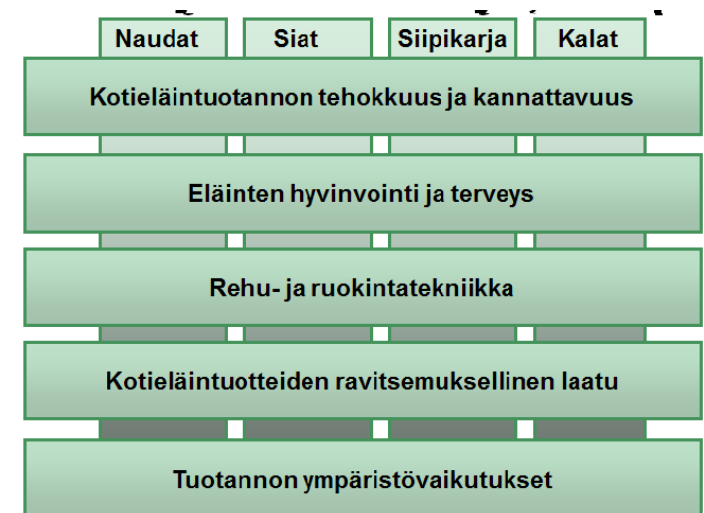 Naudat Siat Siipikarja Kalat
Kotieläintuotannon tehokkuus ja kannattavuus
Eläinten hyvinvointi ja terveys
Rehu- ja ruokintatekniikka
Kotieläintuotteiden ravitsemuksellinen laatu
Tuotannon ympäristövaikutukset